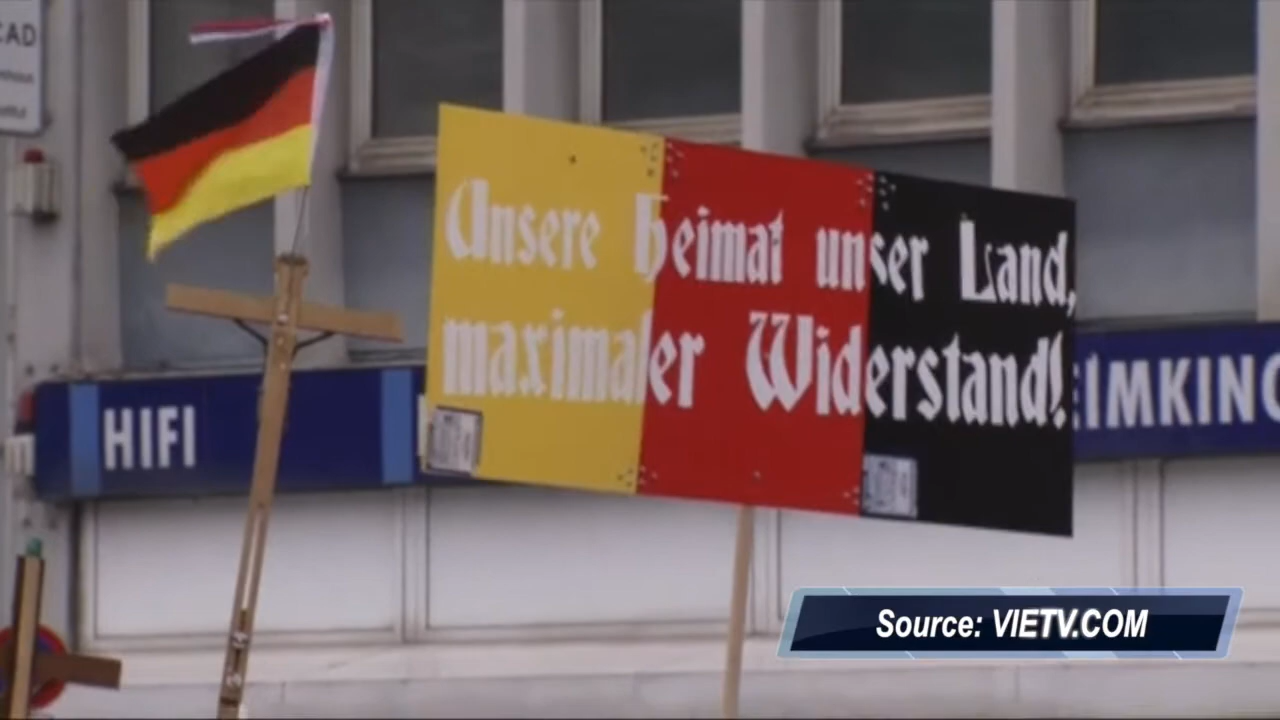 CAD
Unsere Heimat unser Land,
maximaler Widerstand!
HIFI
EIMKINO
Source: VIETV.COM